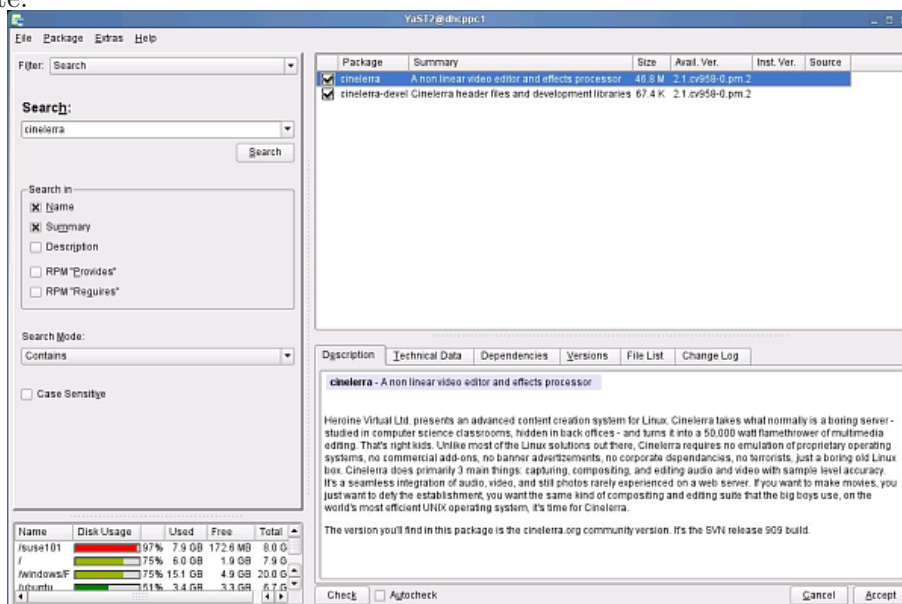 te.
YaST2@dhcppc1
File Package Extras Help
Filter: Search
Search:
cinelerra
Search
Search in
Name
Summary
Description
RPM "Provides"
RPM "Requires"
Search Mode:
Contains
Case Sensitive
Name Disk Usage Used Free Total
/suse101 97% 7.9 GB 172.6 MB 8.0 G
/ 75% 6.0 GB 1.9 GB 7.9 G
/windows/F 75% 15.1 GB 4.9 GB 20.0 G
/ubuntu 51% 3.4 GB 3.3 GB 6.7 G
Package Summary Size Avail. Ver. Inst. Ver. Source
cinelerra A non linear video editor and effects processor 46.8 M 2.1.cv958-0.pm.2
cinelerra-devel Cinelerra header files and development libraries 67.4 K 2.1.cv958-0.pm.2
Description Technical Data Dependencies Versions File List Change Log
cinelerra - A non linear video editor and effects processor
Heroine Virtual Ltd. presents an advanced content creation system for Linux. Cinelerra takes what normally is a boring server -
studied in computer science classrooms, hidden in back offices - and turns it into a 50,000 watt flamethrower of multimedia
editing. That's right kids. Unlike most of the Linux solutions out there, Cinelerra requires no emulation of proprietary operating
systems, no commercial add-ons, no banner advertizements, no corporate dependancies, no terrorists, just a boring old Linux
box. Cinelerra does primarily 3 main things: capturing, compositing, and editing audio and video with sample level accuracy.
It's a seamless integration of audio, video, and still photos rarely experienced on a web server. If you want to make movies, you
just want to defy the establishment, you want the same kind of compositing and editing suite that the big boys use, on the
world's most efficient UNIX operating system, it's time for Cinelerra.
The version you'll find in this package is the cinelerra.org community version. It's the SVN release 909 build.
Check Autocheck Cancel Accept